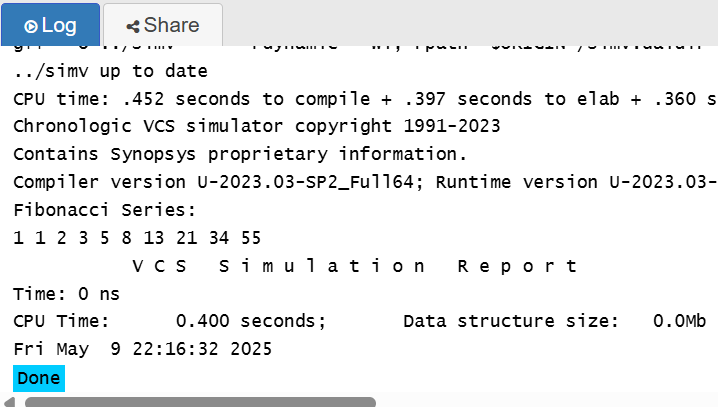 Log Share
../simv up to date
CPU time: .452 seconds to compile + .397 seconds to elab + .360 s
Chronologic VCS simulator copyright 1991-2023
Contains Synopsys proprietary information.
Compiler version U-2023.03-SP2_Full64; Runtime version U-2023.03-
Fibonacci Series:
1 1 2 3 5 8 13 21 34 55
V C S   S i m u l a t i o n   R e p o r t
Time: 0 ns
CPU Time:      0.400 seconds;       Data structure size:   0.0Mb
Fri May  9 22:16:32 2025
Done